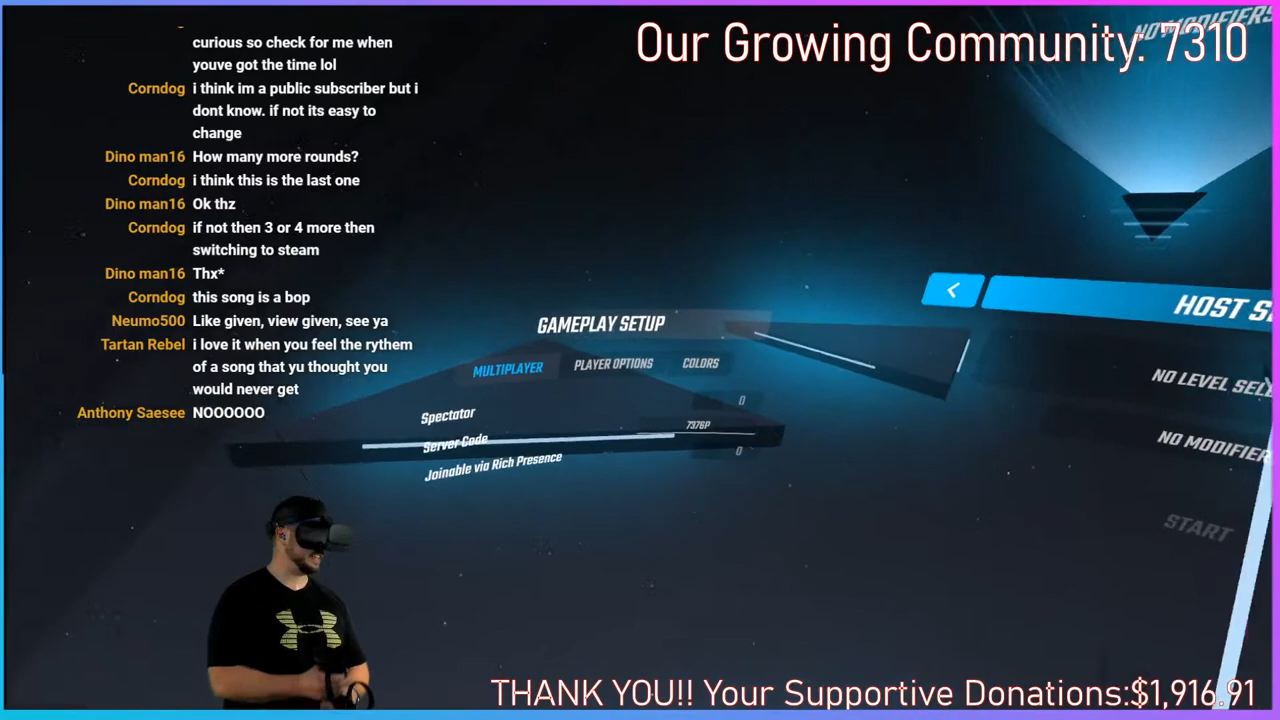 NO MODIFIERS
Our Growing Community: 7310
curious so check for me when
youve got the time lol
Corndog i think im a public subscriber but i
dont know. if not its easy to
change
Dino man16 How many more rounds?
Corndog i think this is the last one
Dino man16 Ok thz
Corndog if not then 3 or 4 more then
switching to steam
Dino man16 Thx*
Corndog this song is a bop
Neumo500 Like given, view given, see ya
Tartan Rebel i love it when you feel the rythem
of a song that yu thought you
would never get
Anthony Saesee NOOOOOO
GAMEPLAY SETUP
MULTIPLAYER PLAYER OPTIONS COLORS
Spectator 0
Server Code 7376P
Joinable via Rich Presence 0
<
HOST S
NO LEVEL SEL
NO MODIFIER
START
THANK YOU!! Your Supportive Donations:$1,916.91